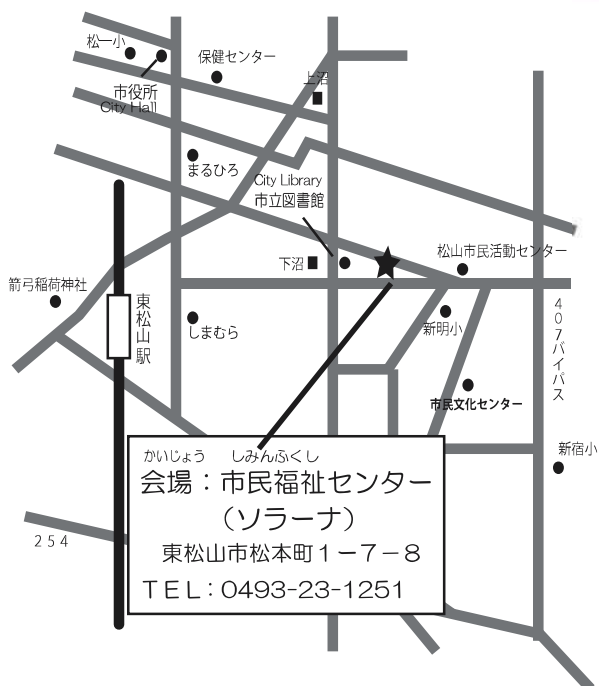 松一小
保健センター
上沼
市役所
City Hall
まるひろ
City Library
市立図書館
松山市民活動センター
下沼
箭弓稲荷神社
東松山駅
しまむら
新明小
407バイパス
市民文化センター
新宿小
かいじょう しみんふくし
会場：市民福祉センター
（ソラーナ）
東松山市松本町１ー７－８
254
ＴＥＬ：0493-23-1251